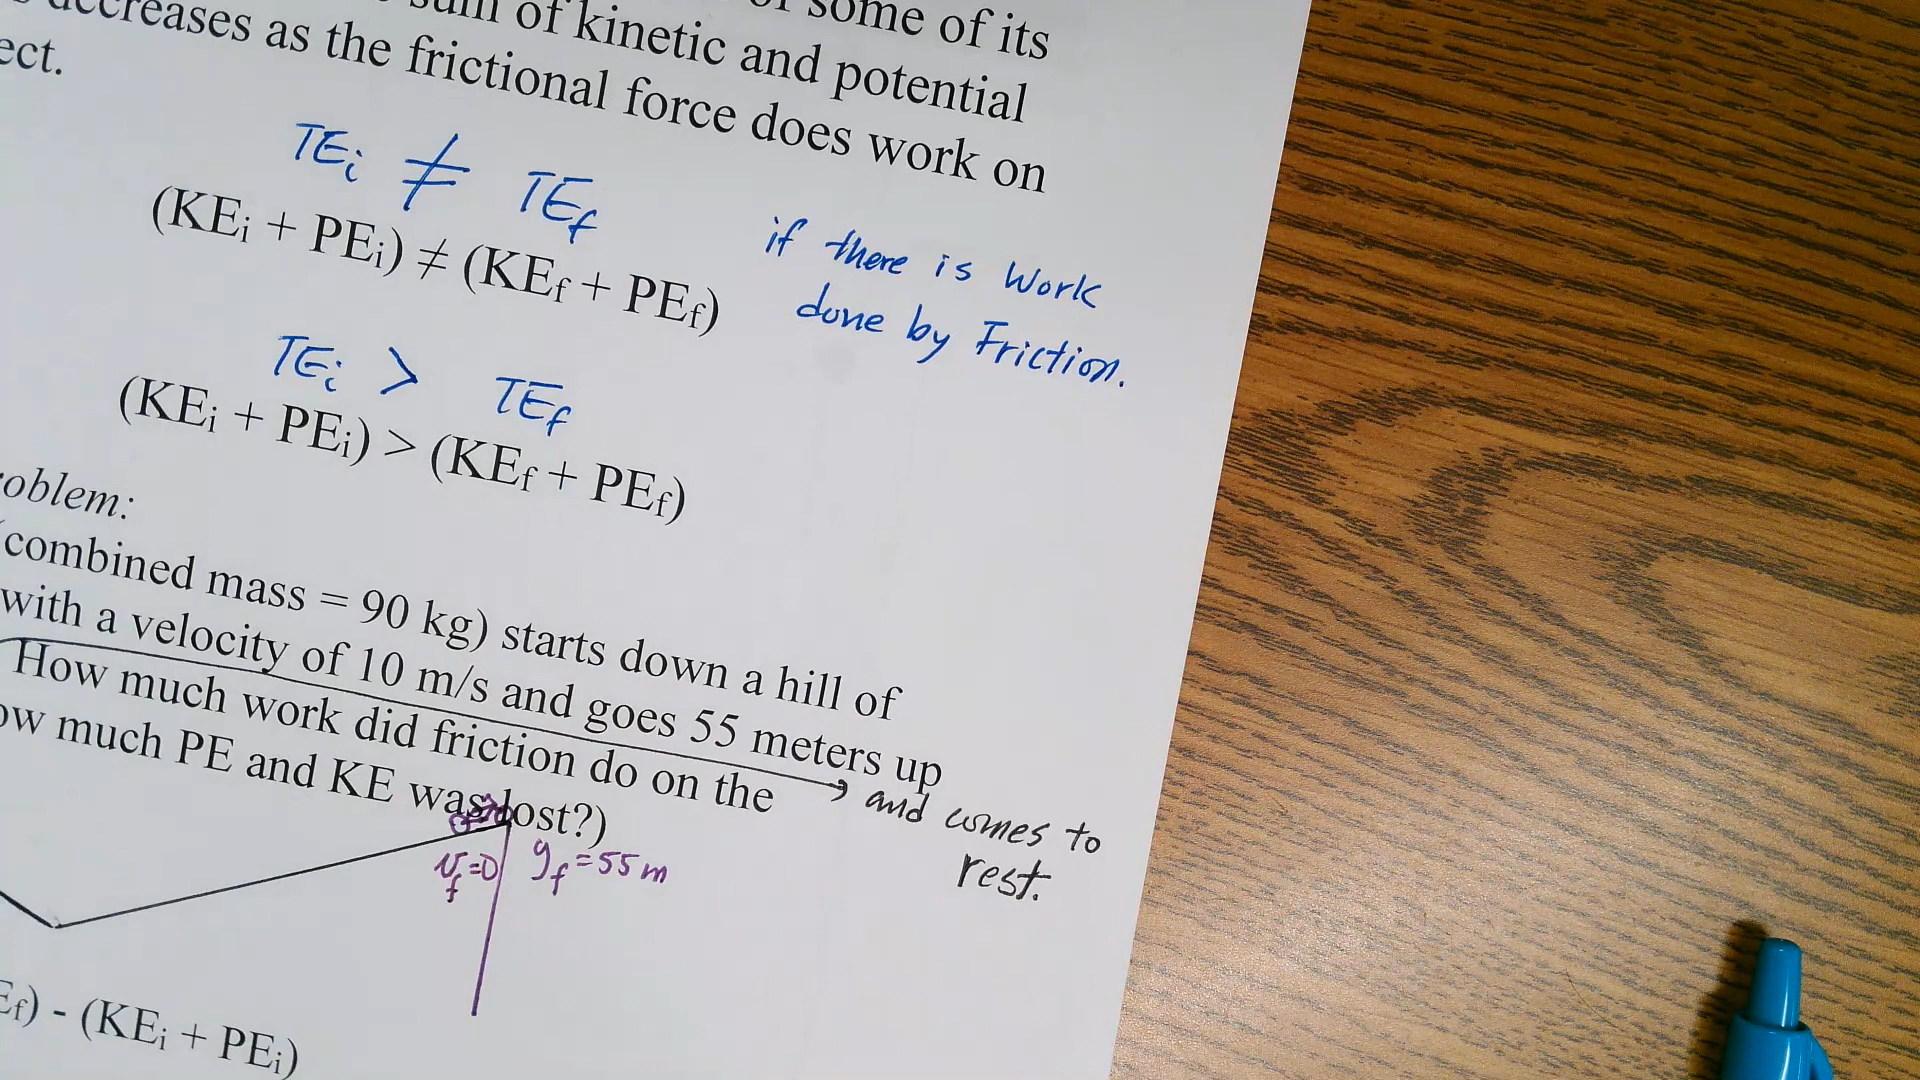 of some of its
sum of kinetic and potential
decreases as the frictional force does work on
ect.
TEi ≠ TEf
(KEi + PEi) ≠ (KEf + PEf)
if there is Work
done by Friction.
TEi > TEf
(KEi + PEi) > (KEf + PEf)
roblem:
(combined mass = 90 kg) starts down a hill of
with a velocity of 10 m/s and goes 55 meters up
How much work did friction do on the
ow much PE and KE was lost?)
and comes to
rest.
vf=0
yf=55m
Ef) - (KEi + PEi)